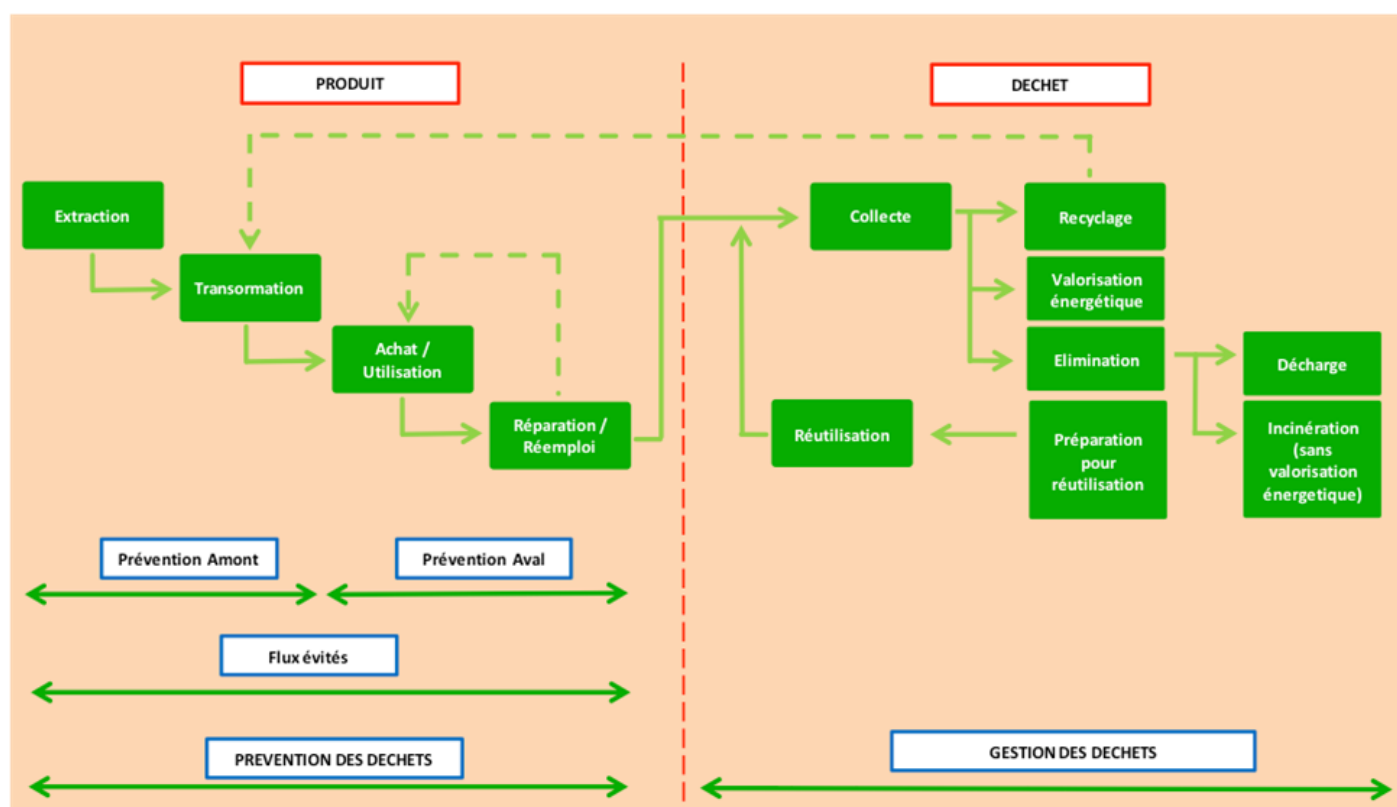 PRODUIT
DECHET
Extraction
Transormation
Achat /
Utilisation
Réparation /
Réemploi
Collecte
Recyclage
Valorisation
énergétique
Elimination
Décharge
Réutilisation
Préparation
pour
réutilisation
Incinération
(sans
valorisation
énergetique)
Prévention Amont
Prévention Aval
Flux évités
PREVENTION DES DECHETS
GESTION DES DECHETS